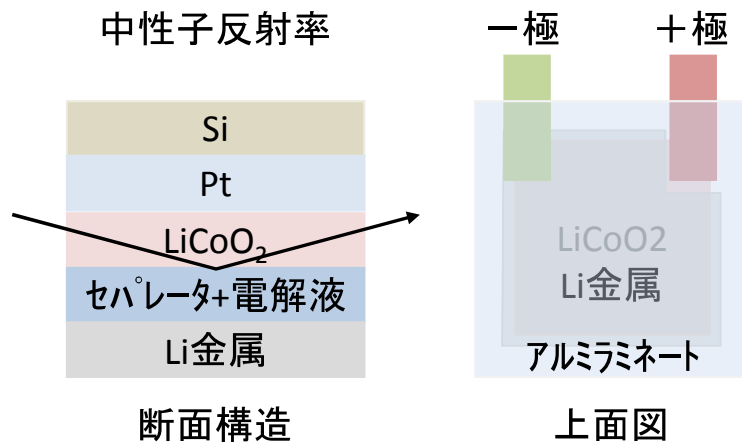 中性子反射率
Si
Pt
LiCoO2
ｾﾊﾟﾚｰﾀ+電解液
Li金属
断面構造
ー極
＋極
LiCoO2
Li金属
アルミラミネート
上面図